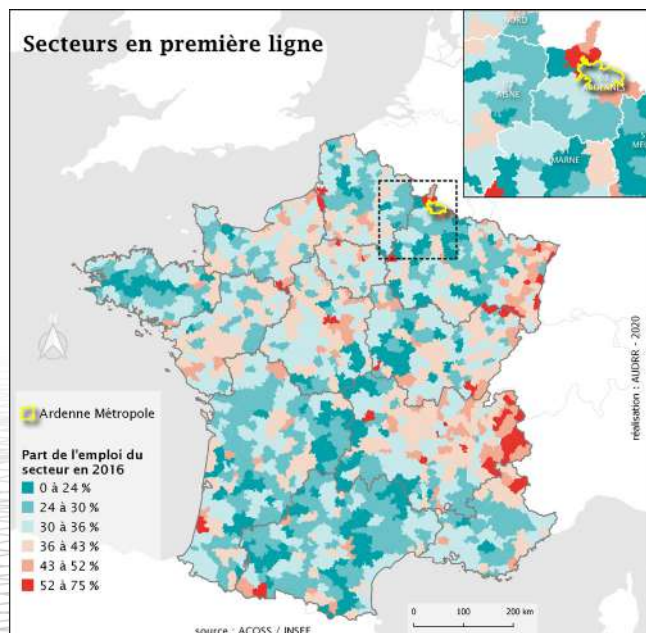 Secteurs en première ligne
NORD
AISNE
ARDENNES
MARNE
Ardenne Métropole
Part de l'emploi du
secteur en 2016
0 à 24 %
24 à 30 %
30 à 36 %
36 à 43 %
43 à 52 %
52 à 75 %
réalisation : AUDRR - 2020
0 100 200 km
source : ACOSS / INSEE